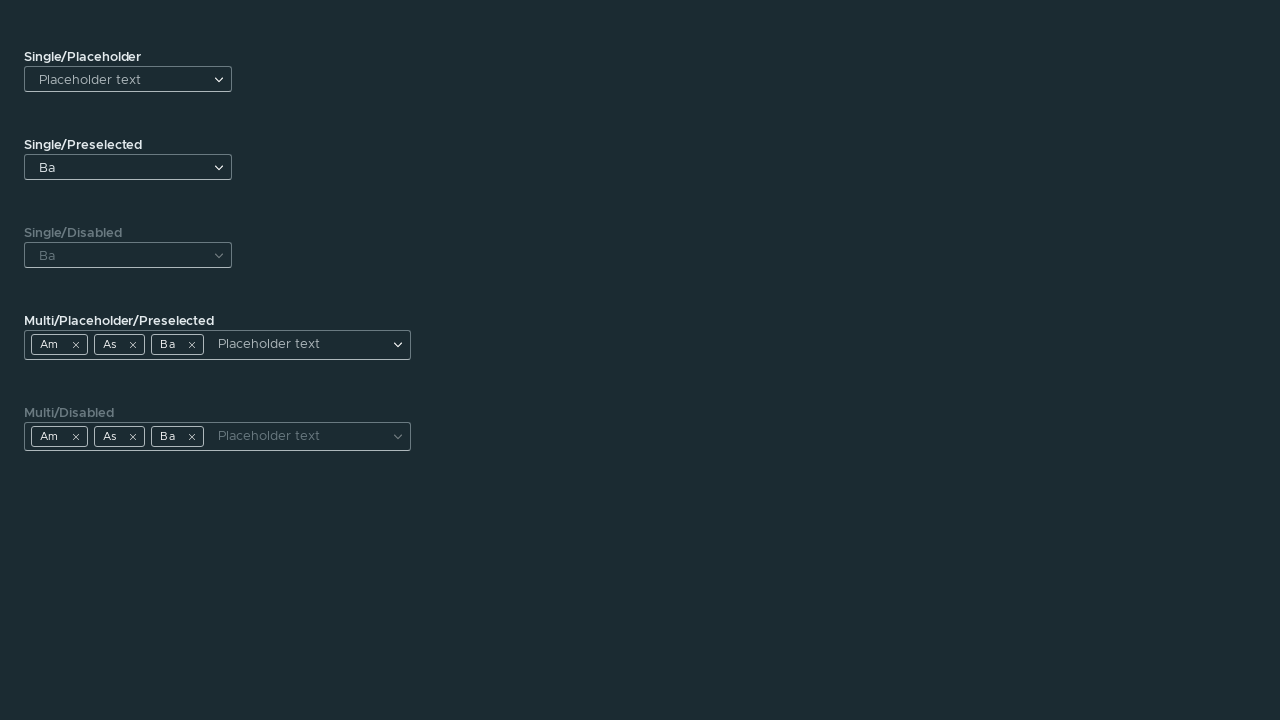 Single/Placeholder
Placeholder text
Single/Preselected
Ba
Single/Disabled
Ba
Multi/Placeholder/Preselected
Am As Ba Placeholder text
Multi/Disabled
Am As Ba Placeholder text